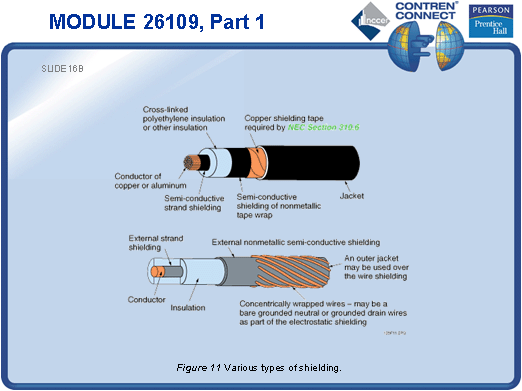 MODULE 26109, Part 1
nccer
CONTREN®
CONNECT
PEARSON
Prentice
Hall
SLIDE 16B
Cross-linked
polyethylene insulation
or other insulation
Copper shielding tape
required by NEC Section 310.6
Conductor of
copper or aluminum
Semi-conductive
strand shielding
Semi-conductive
shielding of nonmetallic
tape wrap
Jacket
External strand
shielding
External nonmetallic semi-conductive shielding
An outer jacket
may be used over
the wire shielding
Conductor
Insulation
Concentrically wrapped wires – may be a
bare grounded neutral or grounded drain wires
as part of the electrostatic shielding
Figure 11 Various types of shielding.